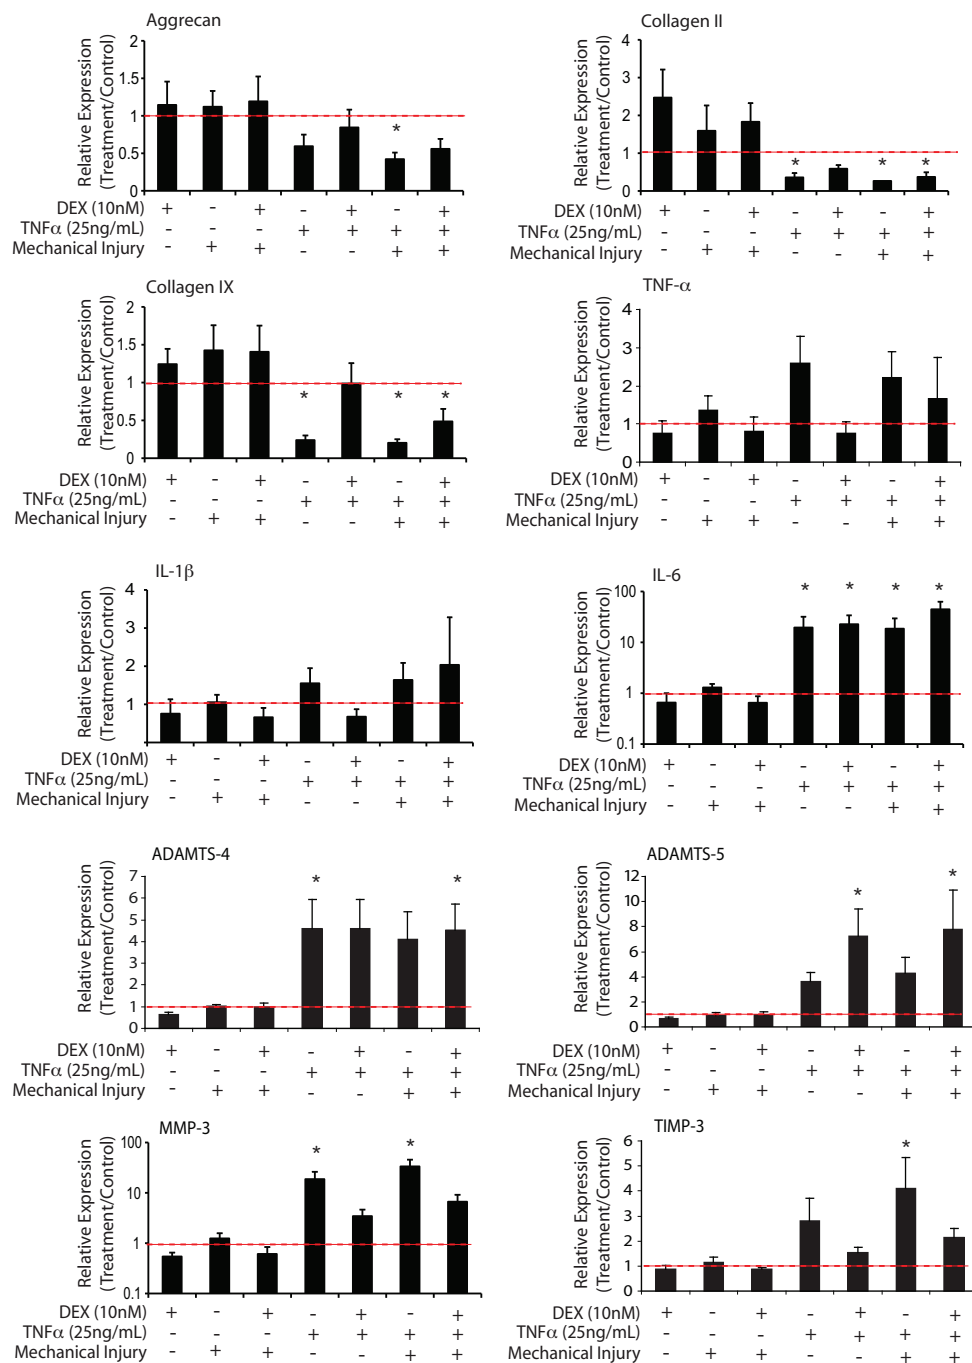 Aggrecan
Relative Expression
(Treatment/Control)
2
1.5
1
0.5
0
*
DEX (10nM) + - + - + - +
TNFα (25ng/mL) - - - + + + +
Mechanical Injury - + + - - + +
Collagen II
Relative Expression
(Treatment/Control)
4
3
2
1
0
* * *
DEX (10nM) + - + - + - +
TNFα (25ng/mL) - - - + + + +
Mechanical Injury - + + - - + +
Collagen IX
Relative Expression
(Treatment/Control)
2
1.5
1
0.5
0
* * *
DEX (10nM) + - + - + - +
TNFα (25ng/mL) - - - + + + +
Mechanical Injury - + + - - + +
TNF-α
Relative Expression
(Treatment/Control)
4
3
2
1
0
DEX (10nM) + - + - + - +
TNFα (25ng/mL) - - - + + + +
Mechanical Injury - + + - - + +
IL-1β
Relative Expression
(Treatment/Control)
4
3
2
1
0
DEX (10nM) + - + - + - +
TNFα (25ng/mL) - - - + + + +
Mechanical Injury - + + - - + +
IL-6
Relative Expression
(Treatment/Control)
100
10
1
0.1
* * * *
DEX (10nM) + - + - + - +
TNFα (25ng/mL) - - - + + + +
Mechanical Injury - + + - - + +
ADAMTS-4
Relative Expression
(Treatment/Control)
7
6
5
4
3
2
1
0
* *
DEX (10nM) + - + - + - +
TNFα (25ng/mL) - - - + + + +
Mechanical Injury - + + - - + +
ADAMTS-5
Relative Expression
(Treatment/Control)
12
10
8
6
4
2
1
0
* *
DEX (10nM) + - + - + - +
TNFα (25ng/mL) - - - + + + +
Mechanical Injury - + + - - + +
MMP-3
Relative Expression
(Treatment/Control)
100
10
1
0.1
* *
DEX (10nM) + - + - + - +
TNFα (25ng/mL) - - - + + + +
Mechanical Injury - + + - - + +
TIMP-3
Relative Expression
(Treatment/Control)
6
5
4
3
2
1
0
*
DEX (10nM) + - + - + - +
TNFα (25ng/mL) - - - + + + +
Mechanical Injury - + + - - + +